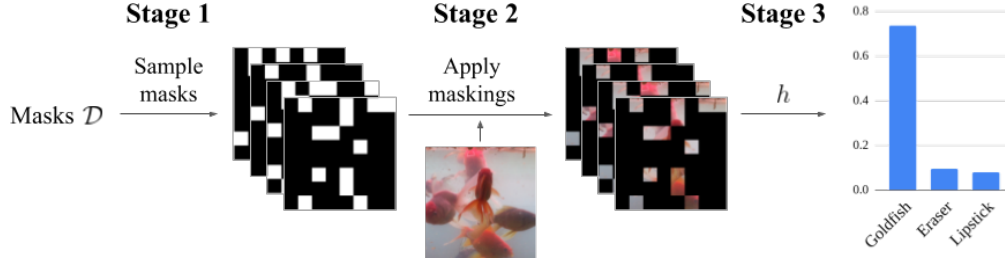 Stage 1
Stage 2
Stage 3
Masks 𝒟
Sample
masks
Apply
maskings
h
0.8
0.6
0.4
0.2
0.0
Goldfish
Eraser
Lipstick